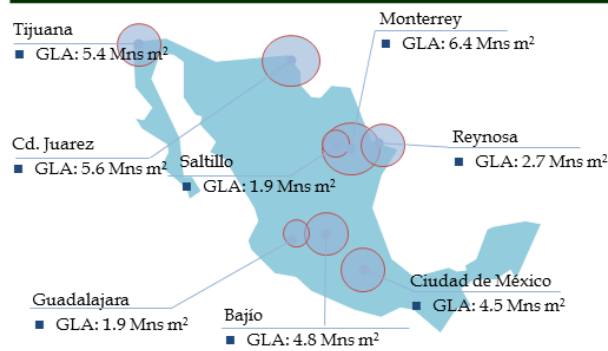 Monterrey
GLA: 6.4 Mns m²
Tijuana
GLA: 5.4 Mns m²
Cd. Juarez
GLA: 5.6 Mns m²
Saltillo
GLA: 1.9 Mns m²
Reynosa
GLA: 2.7 Mns m²
Guadalajara
GLA: 1.9 Mns m²
Bajío
GLA: 4.8 Mns m²
Ciudad de México
GLA: 4.5 Mns m²